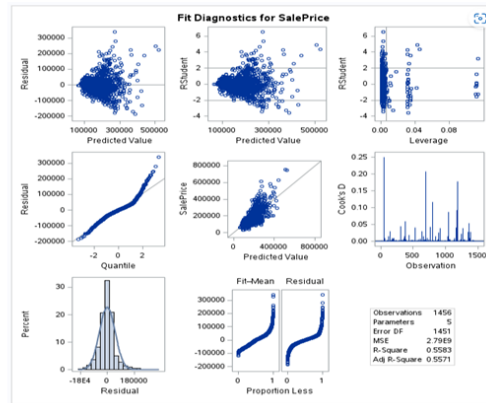 Fit Diagnostics for SalePrice
Residual
300000
200000
100000
0
-100000
-200000
100000 300000 500000
Predicted Value
RStudent
6
4
2
0
-2
-4
100000 300000 500000
Predicted Value
RStudent
6
4
2
0
-2
-4
0.00 0.04 0.08
Leverage
Residual
300000
200000
100000
0
-100000
-200000
-2 0 2
Quantile
SalePrice
800000
600000
400000
200000
0
0 400000 800000
Predicted Value
Cook's D
0.25
0.20
0.15
0.10
0.05
0.00
0 500 1000 1500
Observation
Percent
30
20
10
0
-18E4 0 180000
Residual
Fit–Mean Residual
300000
200000
100000
0
-100000
-200000
0 1 0 1
Proportion Less
Observations 1456
Parameters 5
Error DF 1451
MSE 2.79E9
R-Square 0.5583
Adj R-Square 0.5571